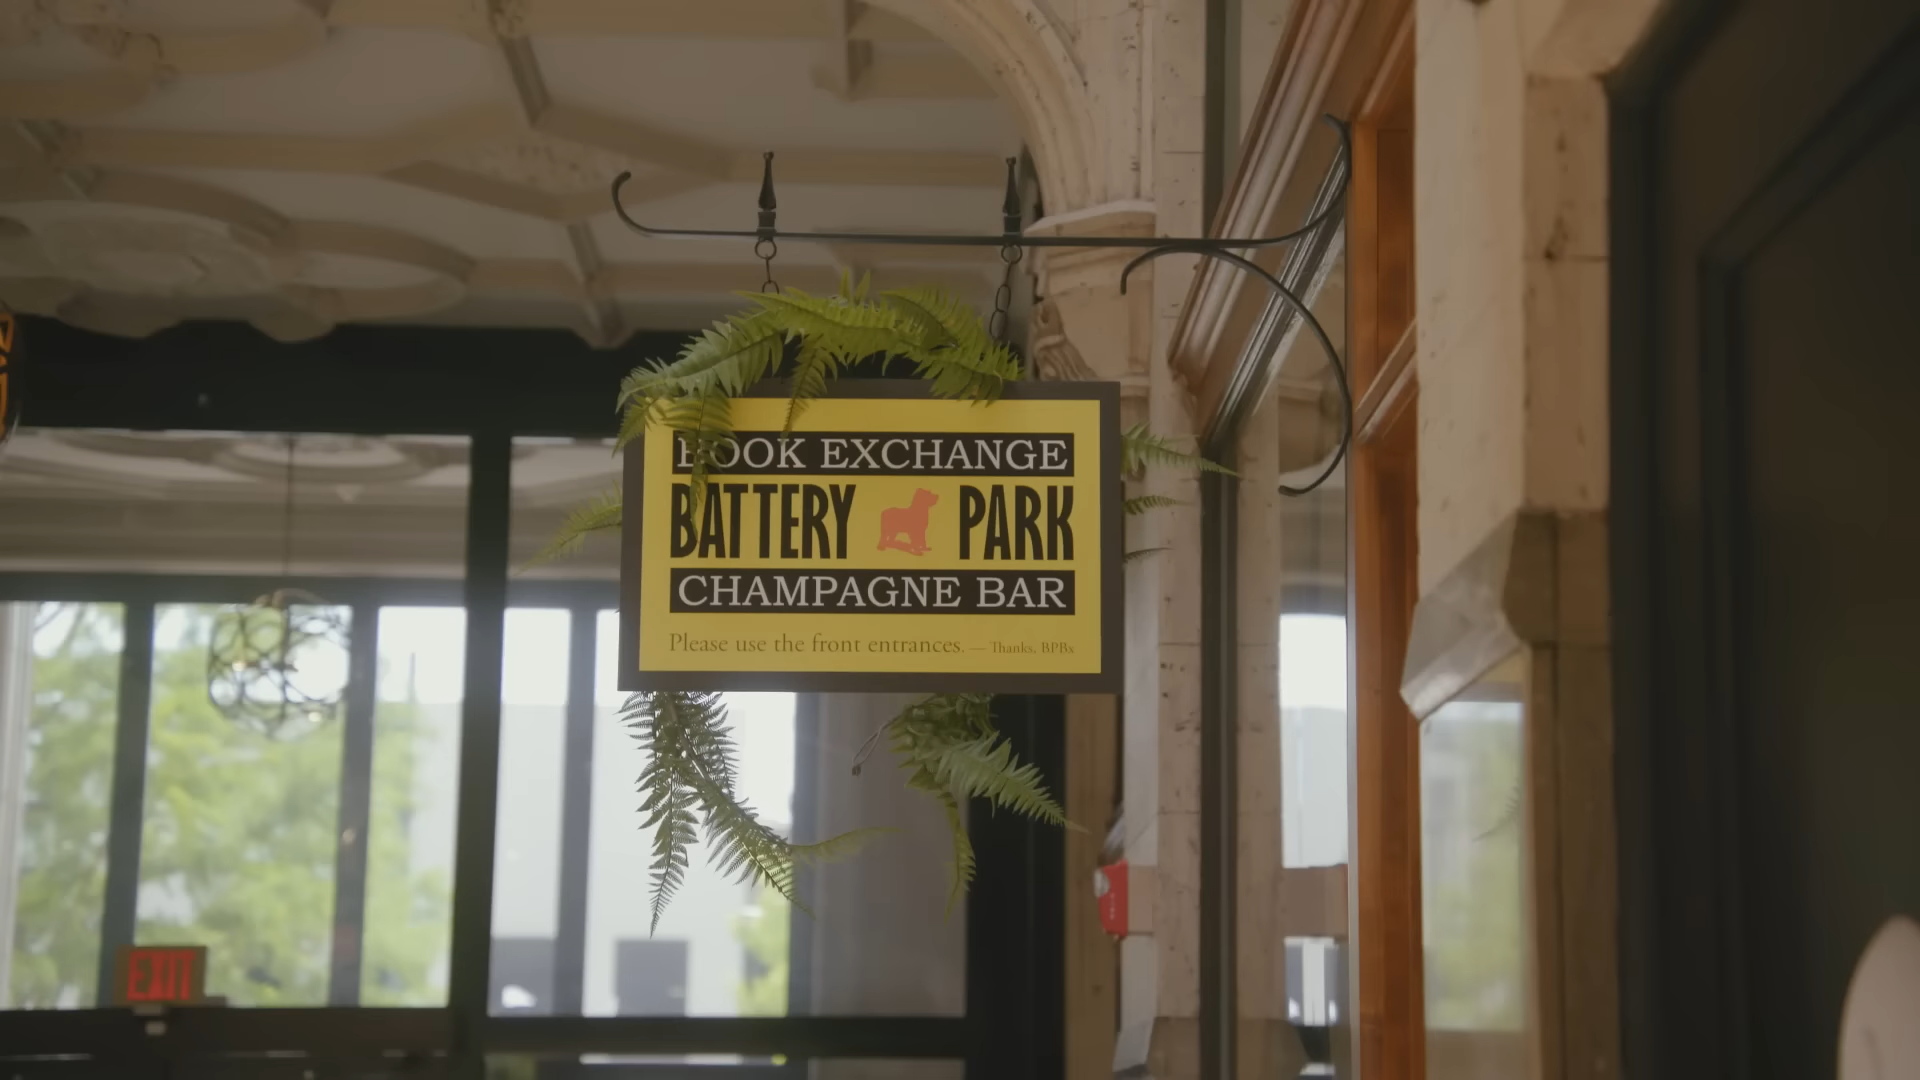 BOOK EXCHANGE
BATTERY PARK
CHAMPAGNE BAR
Please use the front entrances. — Thanks, BPBx
EXIT